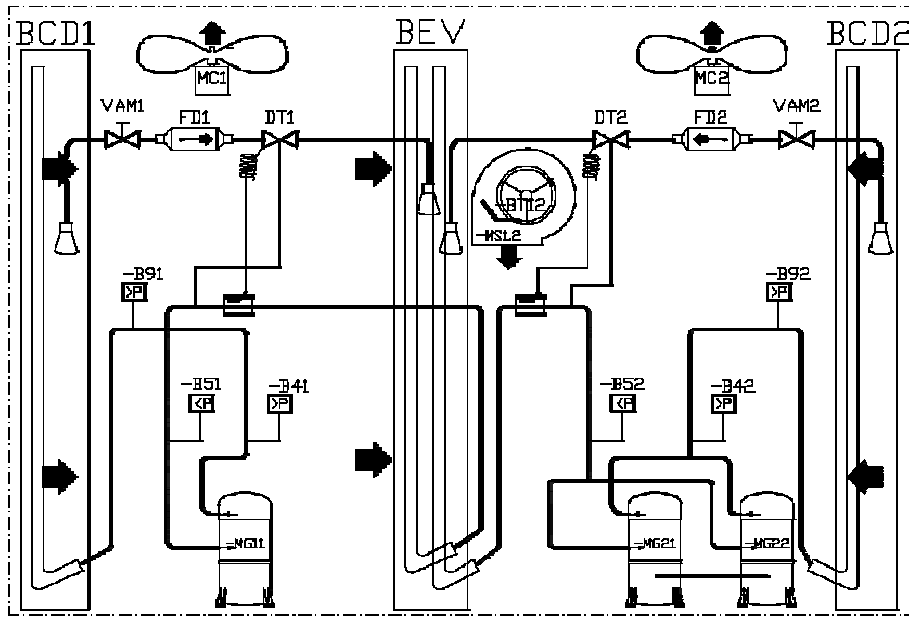 BCD1
BEV
BCD2
MC1
MC2
VAM1
FD1
DT1
DT2
FD2
VAM2
-BT12
-MSL2
-B91
>P
-B92
>P
-B51
<P
-B41
>P
-B52
<P
-B42
>P
-MG11
-MG21
-MG22